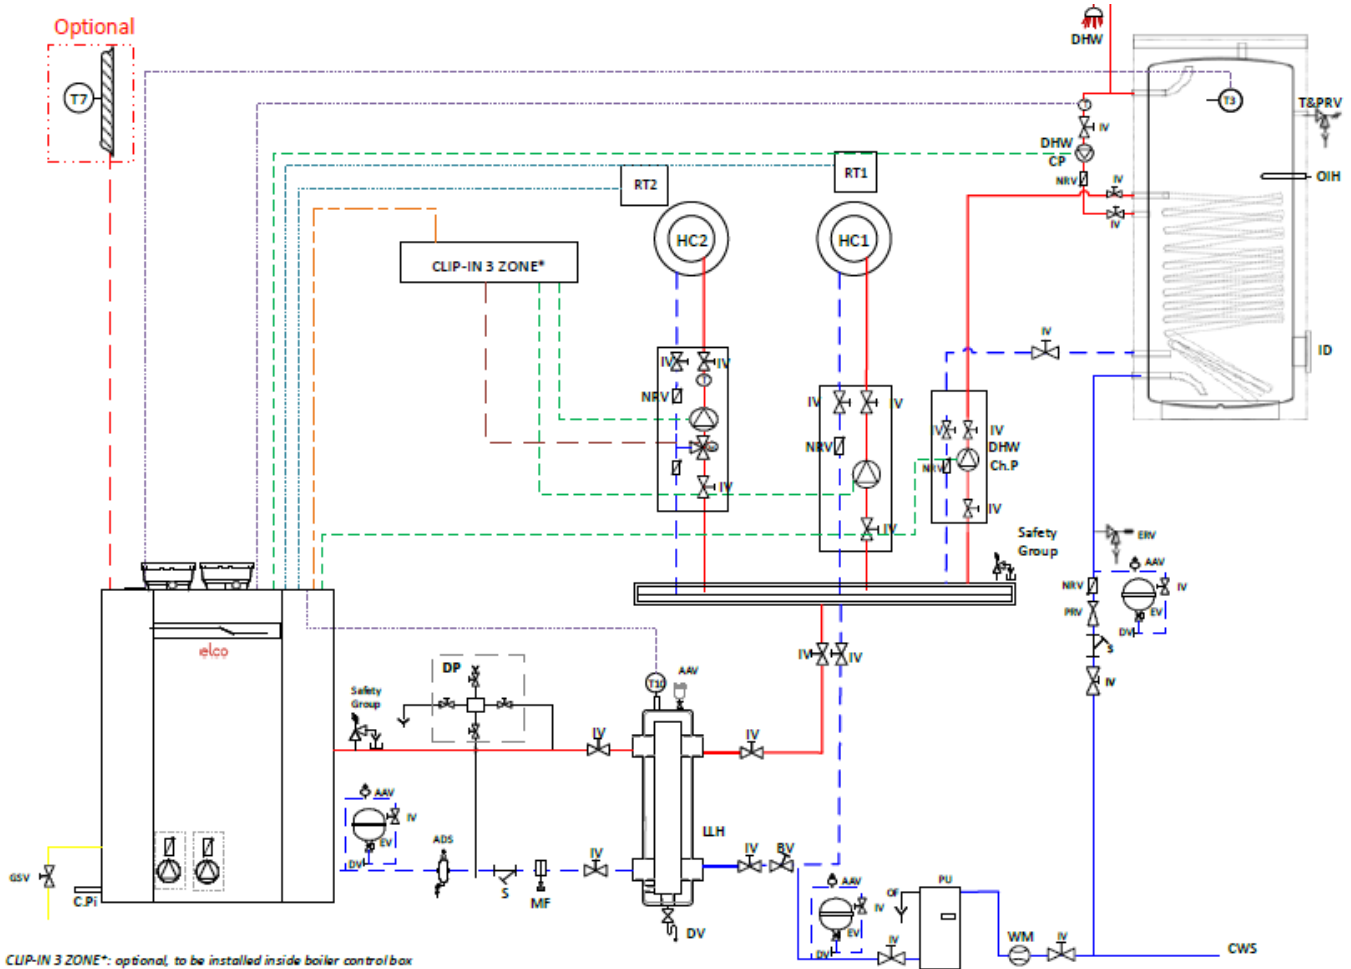 Optional
DHW
T7
T3
T&PRV
IV
DHW
CP
RT2
RT1
NRV
IV
OIH
IV
HC2
HC1
CLIP-IN 3 ZONE*
IV
ID
IV
IV
NRV
IV
IV
IV
IV
DHW
Ch.P
NRV
NRV
IV
IV
IV
Safety
Group
ERV
AAV
NRV
IV
PRV
EV
DV
S
elco
IV
IV
DP
T10
AAV
IV
Safety
Group
IV
IV
AAV
IV
EV
DV
ADS
LLH
IV
IV
BV
GSV
C.Pi
S
MF
AAV
OF
PU
IV
EV
DV
DV
IV
WM
IV
CWS
CLIP-IN 3 ZONE*: optional, to be installed inside boiler control box